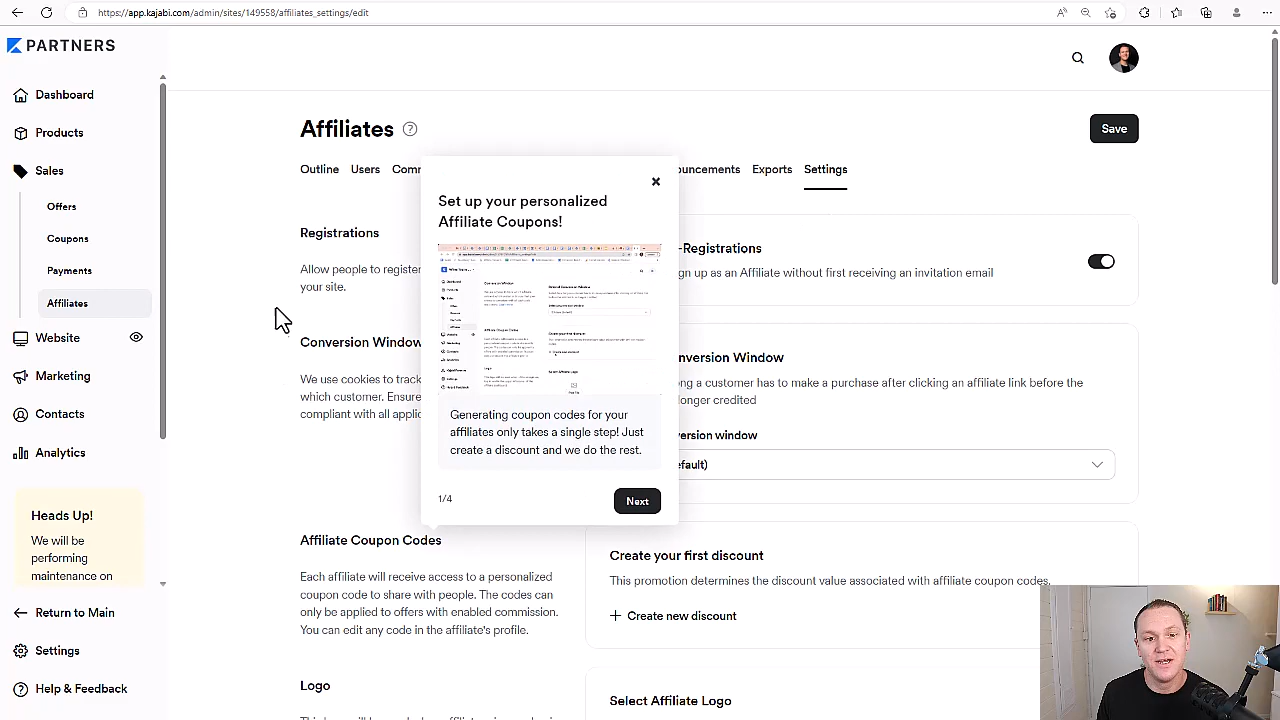 https://app.kajabi.com/admin/sites/149558/affiliates_settings/edit
PARTNERS
Dashboard
Products
Sales
Offers
Coupons
Payments
Affiliates
Website
Marketing
Contacts
Analytics
Heads Up!
We will be
performing
maintenance on
Return to Main
Settings
Help & Feedback
Affiliates ?
Save
Outline Users Comm
ouncements Exports Settings
Registrations
Allow people to register
your site.
-Registrations
gn up as an Affiliate without first receiving an invitation email
Set up your personalized
Affiliate Coupons!
Generating coupon codes for your
affiliates only takes a single step! Just
create a discount and we do the rest.
1/4
Next
Conversion Window
We use cookies to track
which customer. Ensure
compliant with all applic
nversion Window
ng a customer has to make a purchase after clicking an affiliate link before the
longer credited
version window
efault)
Affiliate Coupon Codes
Each affiliate will receive access to a personalized
coupon code to share with people. The codes can
only be applied to offers with enabled commission.
You can edit any code in the affiliate's profile.
Create your first discount
This promotion determines the discount value associated with affiliate coupon codes.
+ Create new discount
Logo
Select Affiliate Logo